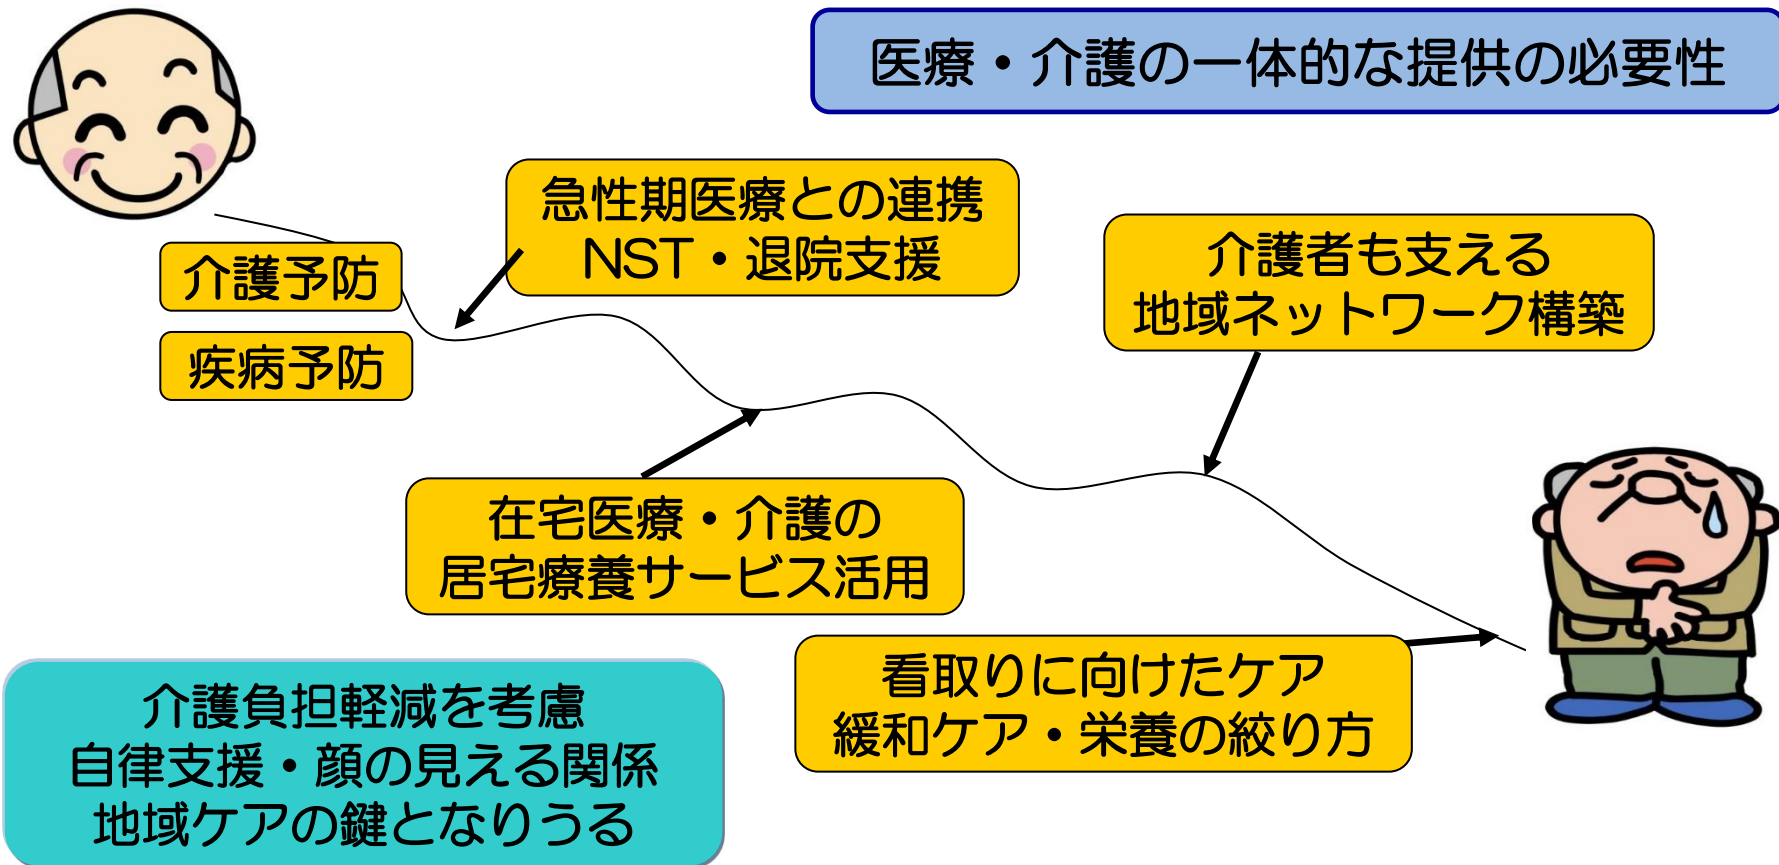 医療・介護の一体的な提供の必要性
急性期医療との連携
NST・退院支援
介護予防
疾病予防
介護者も支える
地域ネットワーク構築
在宅医療・介護の
居宅療養サービス活用
看取りに向けたケア
緩和ケア・栄養の絞り方
介護負担軽減を考慮
自律支援・顔の見える関係
地域ケアの鍵となりうる